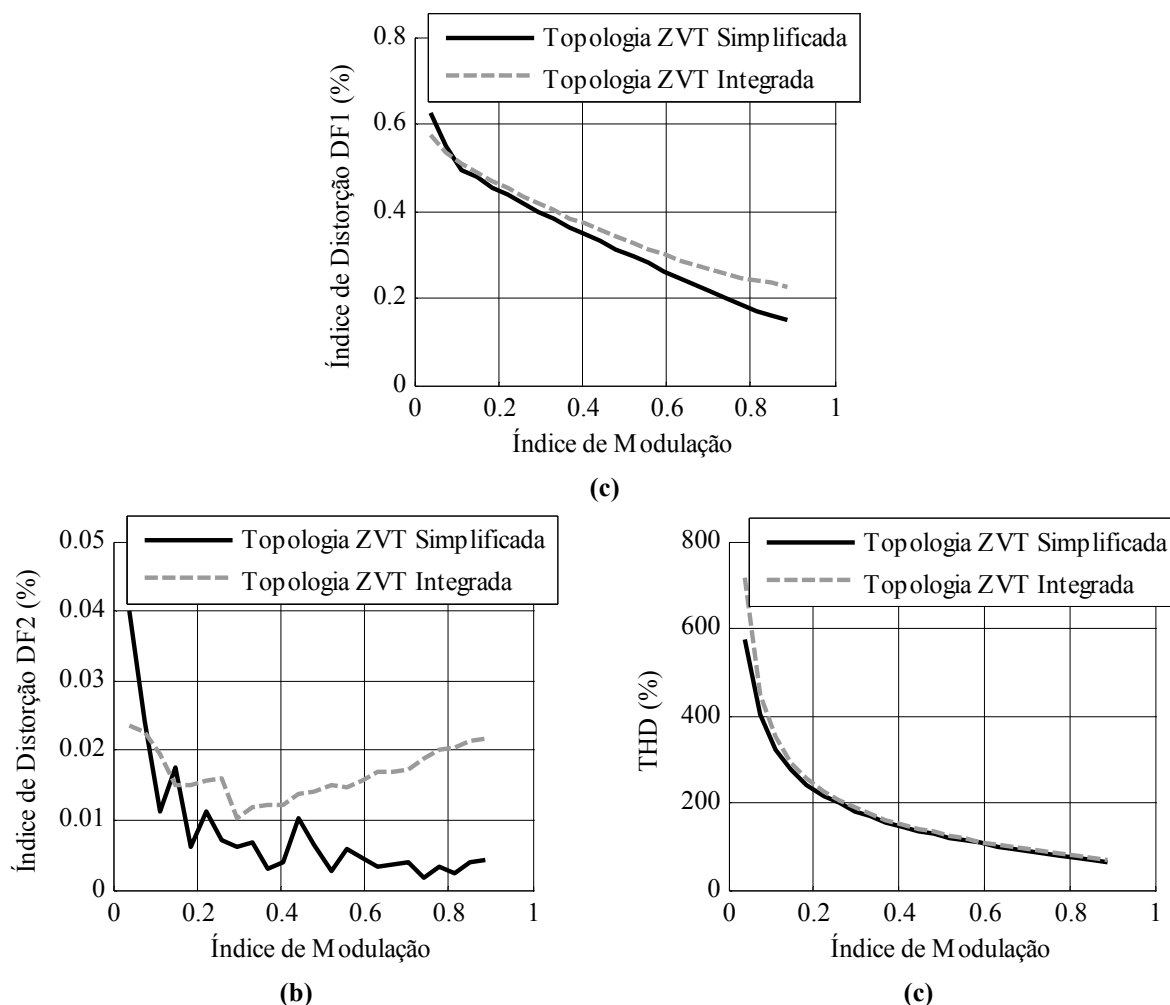 Topologia ZVT Simplificada
Topologia ZVT Integrada
Índice de Distorção DF1 (%)
0.8
0.6
0.4
0.2
0
0 0.2 0.4 0.6 0.8 1
Índice de Modulação
(c)
Topologia ZVT Simplificada
Topologia ZVT Integrada
Índice de Distorção DF2 (%)
0.05
0.04
0.03
0.02
0.01
0
0 0.2 0.4 0.6 0.8 1
Índice de Modulação
(b)
Topologia ZVT Simplificada
Topologia ZVT Integrada
THD (%)
800
600
400
200
0
0 0.2 0.4 0.6 0.8 1
Índice de Modulação
(c)